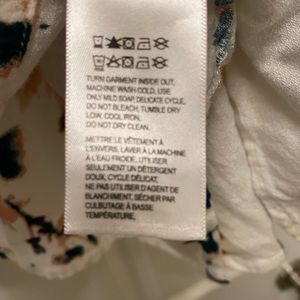 TURN GARMENT INSIDE OUT,
MACHINE WASH COLD, USE
ONLY MILD SOAP, DELICATE CYCLE,
DO NOT BLEACH, TUMBLE DRY
LOW, COOL IRON,
DO NOT DRY CLEAN.
METTRE LE VÊTEMENT À
L'ENVERS, LAVER À LA MACHINE
À L'EAU FROIDE, UTILISER
SEULEMENT UN DÉTERGENT
DOUX, CYCLE DÉLICAT,
NE PAS UTILISER D'AGENT DE
BLANCHIMENT, SÉCHER PAR
CULBUTAGE À BASSE
TEMPÉRATURE,